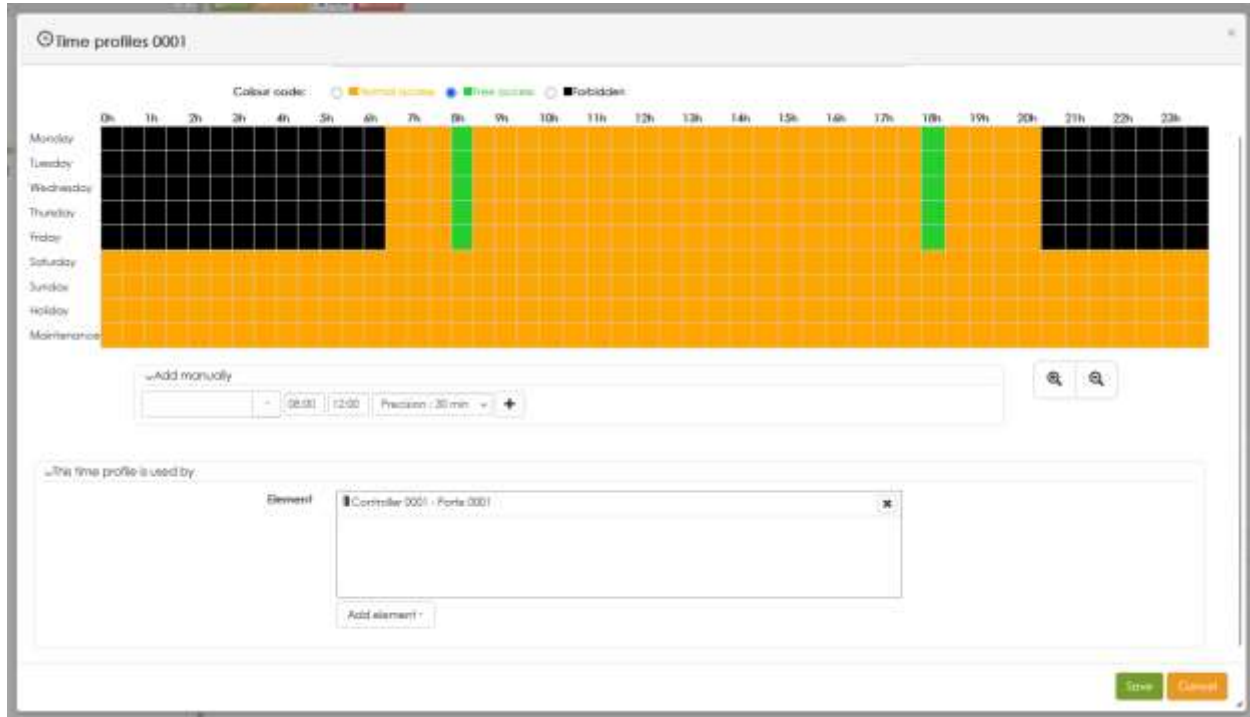 Time profiles 0001
×
Colour code: Normal access Free access Forbidden
0h 1h 2h 3h 4h 5h 6h 7h 8h 9h 10h 11h 12h 13h 14h 15h 16h 17h 18h 19h 20h 21h 22h 23h
Monday
Tuesday
Wednesday
Thursday
Friday
Saturday
Sunday
Holiday
Maintenance
Add manually
08:00 12:00 Precision : 30 min
This time profile is used by
Element
Controller 0001 - Porte 0001
Add element
Save Cancel